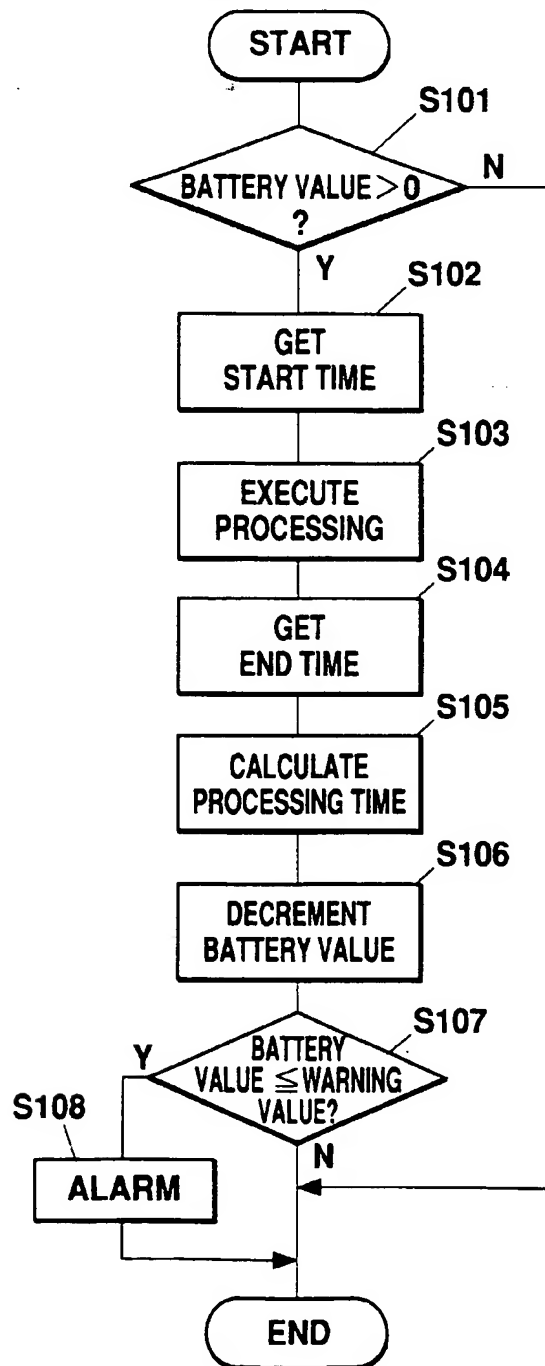 START
S101
BATTERY VALUE>0
?
N
Y
S102
GET
START TIME
S103
EXECUTE
PROCESSING
S104
GET
END TIME
S105
CALCULATE
PROCESSING TIME
S106
DECREMENT
BATTERY VALUE
S107
BATTERY
VALUE ≦ WARNING
VALUE?
Y
N
S108
ALARM
END